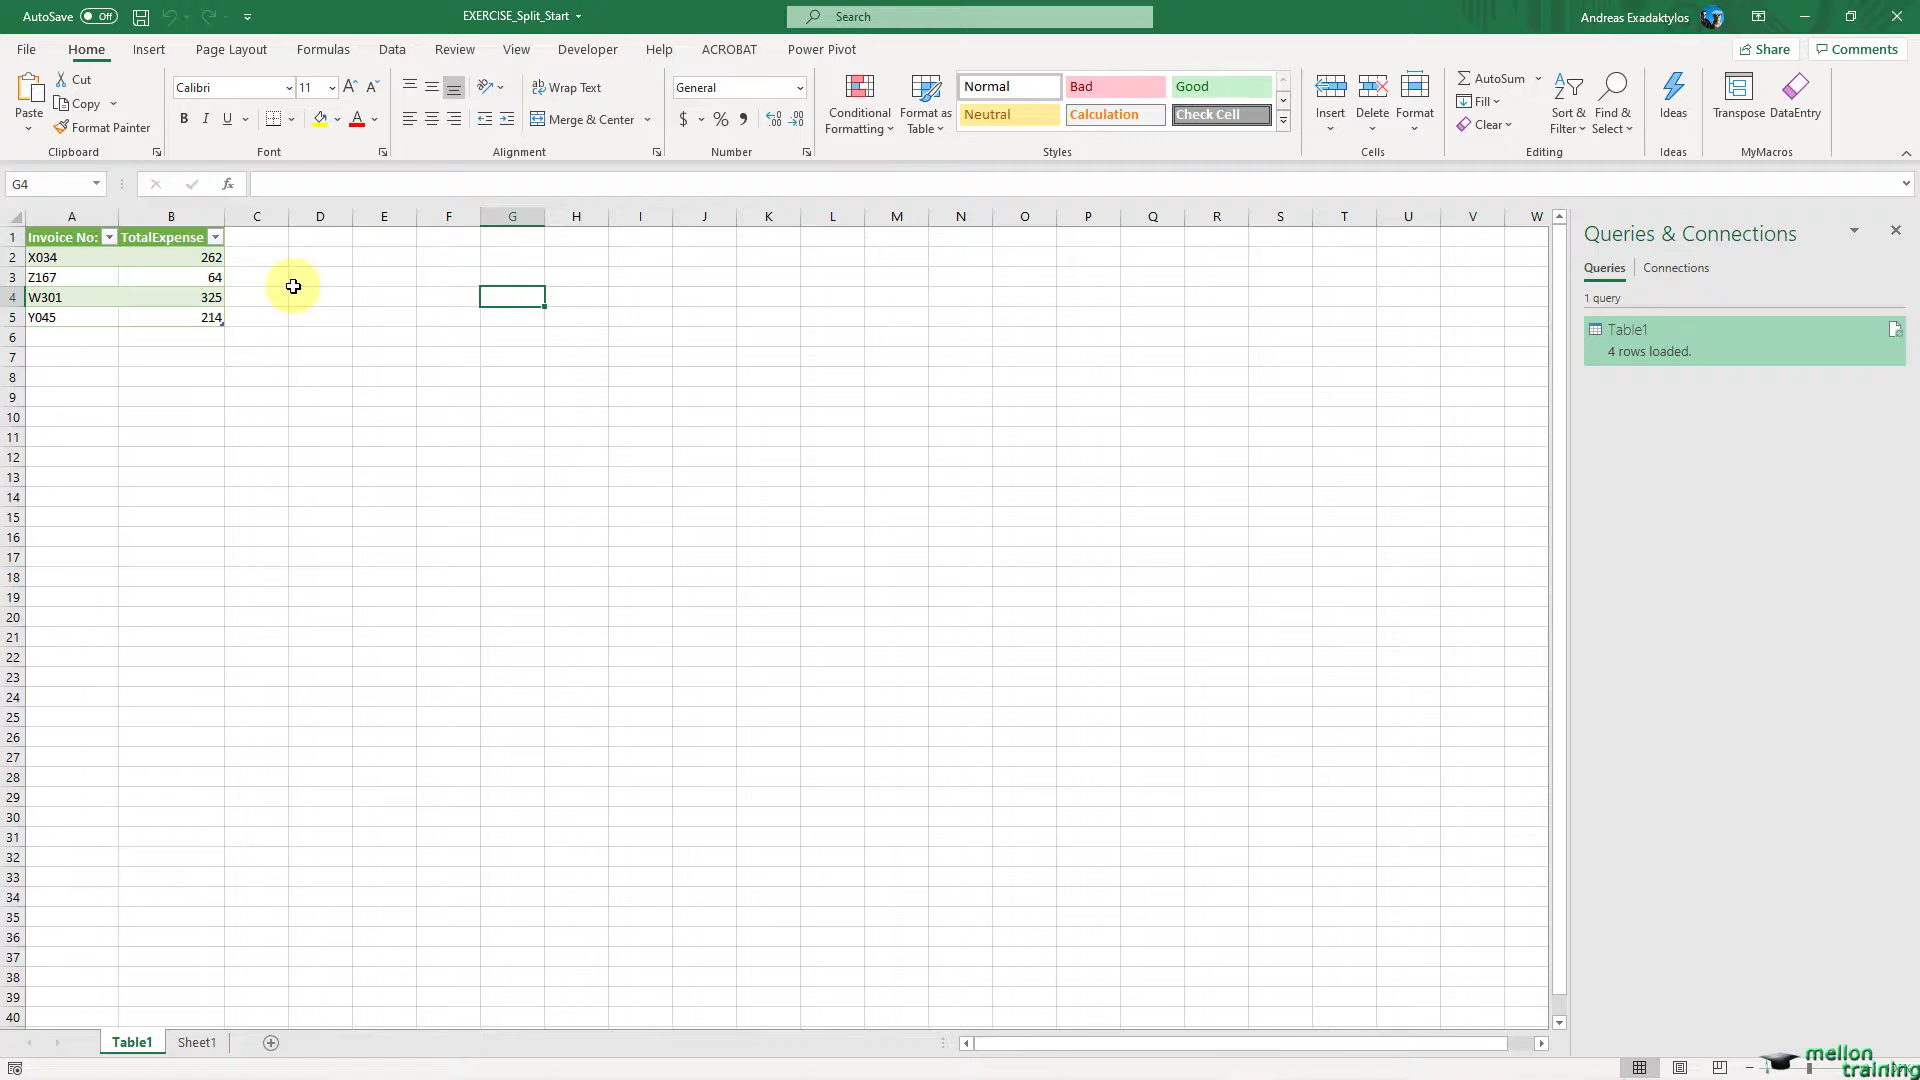 AutoSave Off
EXERCISE_Split_Start
Search
Andreas Exadaktylos
File Home Insert Page Layout Formulas Data Review View Developer Help ACROBAT Power Pivot
Share Comments
Paste
Cut
Copy
Format Painter
Clipboard
Calibri 11
B I U
Font
Wrap Text
Merge & Center
Alignment
General
$ % 9
Number
Conditional Formatting
Format as Table
Normal Bad Good
Neutral Calculation Check Cell
Styles
Insert Delete Format
Cells
AutoSum
Fill
Clear
Sort & Filter
Find & Select
Editing
Ideas
Ideas
Transpose DataEntry
MyMacros
G4
fx
A B C D E F G H I J K L M N O P Q R S T U V W
1 Invoice No: TotalExpense
2 X034 262
3 Z167 64
4 W301 325
5 Y045 214
6
7
8
9
10
11
12
13
14
15
16
17
18
19
20
21
22
23
24
25
26
27
28
29
30
31
32
33
34
35
36
37
38
39
40
Queries & Connections
Queries Connections
1 query
Table1
4 rows loaded.
Table1 Sheet1
mellon
training